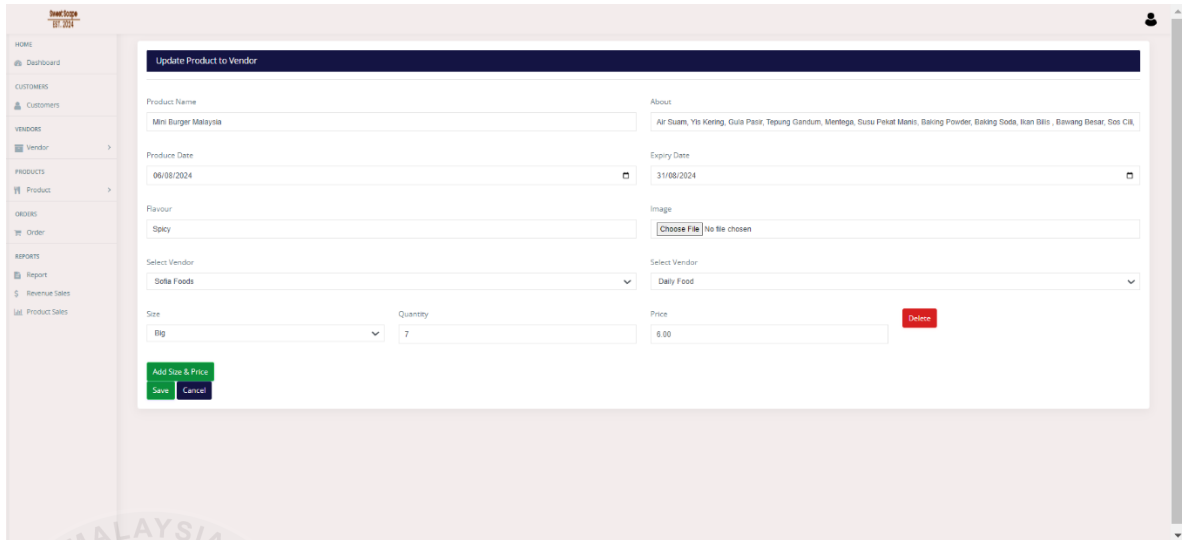 Sweet Scope
EST. 2024
HOME
Dashboard
CUSTOMERS
Customers
VENDORS
Vendor
PRODUCTS
Product
ORDERS
Order
REPORTS
Report
Revenue Sales
Product Sales
Update Product to Vendor
Product Name
About
Mini Burger Malaysia
Air Suam, Yis Kering, Gula Pasir, Tepung Gandum, Mentega, Susu Pekat Manis, Baking Powder, Baking Soda, Ikan Bilis , Bawang Besar, Sos Cili,
Produce Date
Expiry Date
06/08/2024
31/08/2024
Flavour
Image
Spicy
Choose File No file chosen
Select Vendor
Select Vendor
Sofia Foods
Daily Food
Size
Quantity
Price
Big
7
6.00
Delete
Add Size & Price
Save
Cancel
MALAYSIA